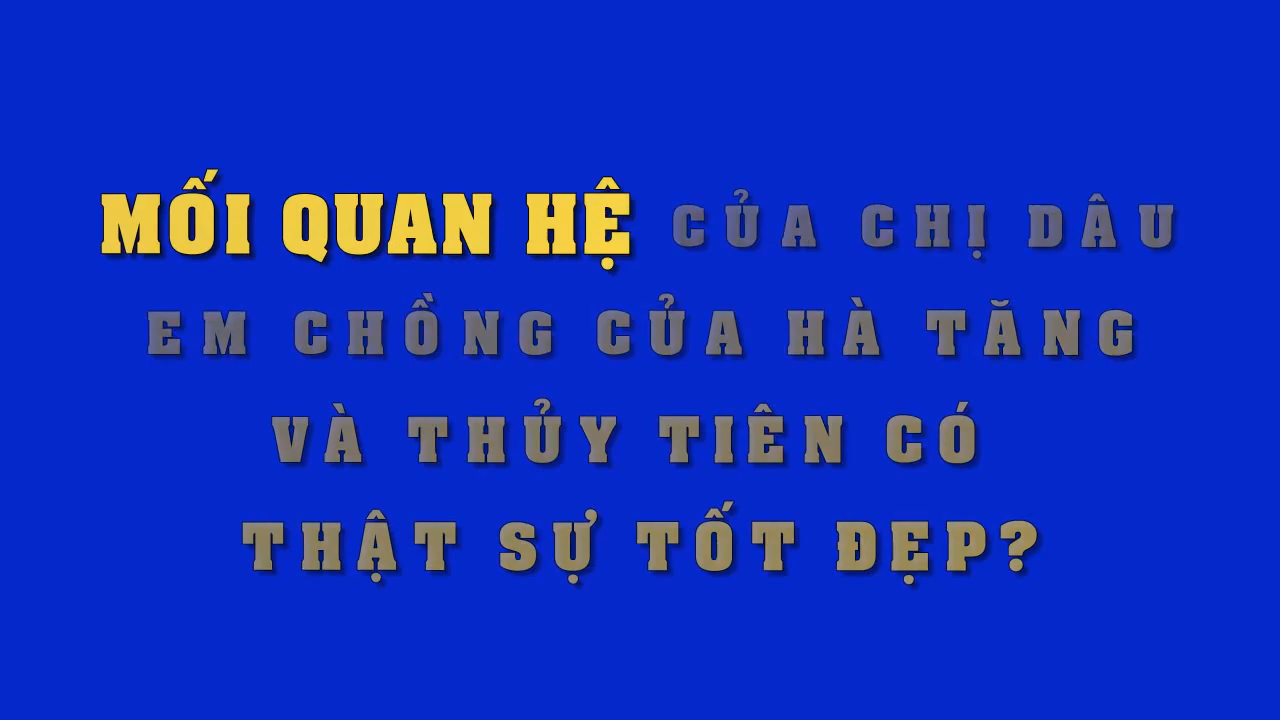 MỐI QUAN HỆ CỦA CHỊ DÂU
EM CHỒNG CỦA HÀ TĂNG
VÀ THỦY TIÊN CÓ
THẬT SỰ TỐT ĐẸP?